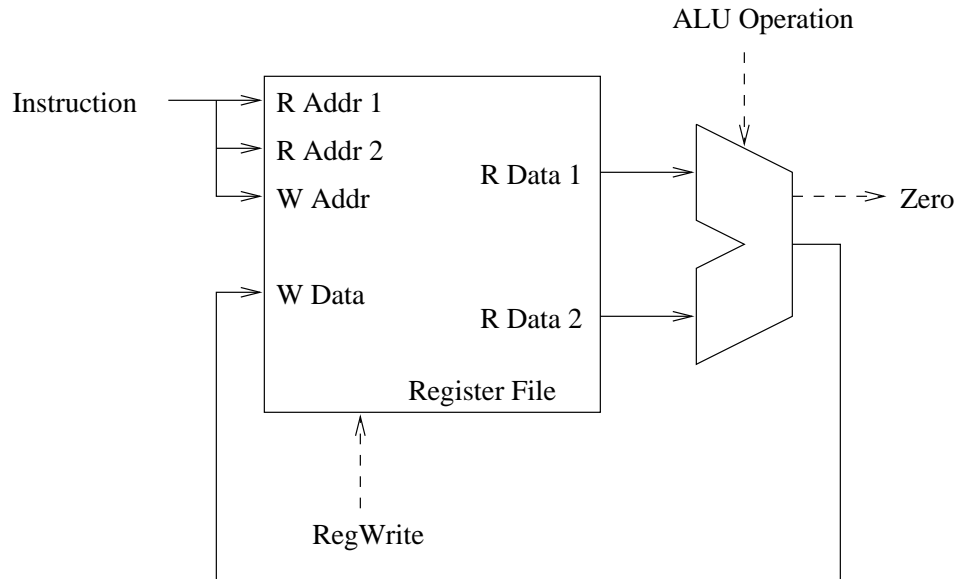 ALU Operation
Instruction
R Addr 1
R Addr 2
W Addr
R Data 1
Zero
W Data
R Data 2
Register File
RegWrite